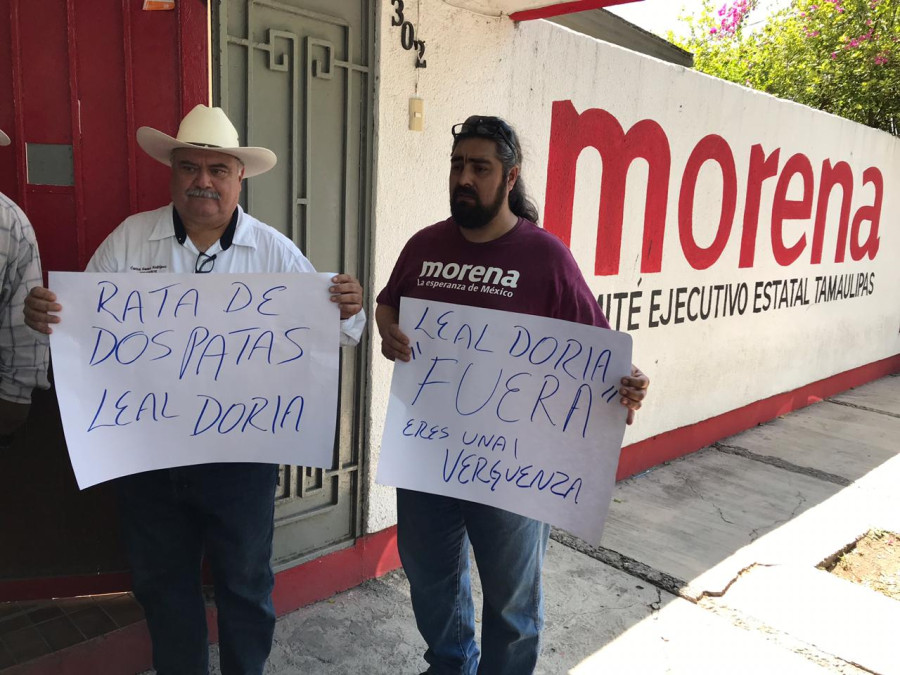 302
morena
COMITÉ EJECUTIVO ESTATAL TAMAULIPAS
RATA DE
DOS PATAS
LEAL DORIA
morena
La esperanza de México
LEAL DORIA
"FUERA"
ERES UNA
VERGUENZA